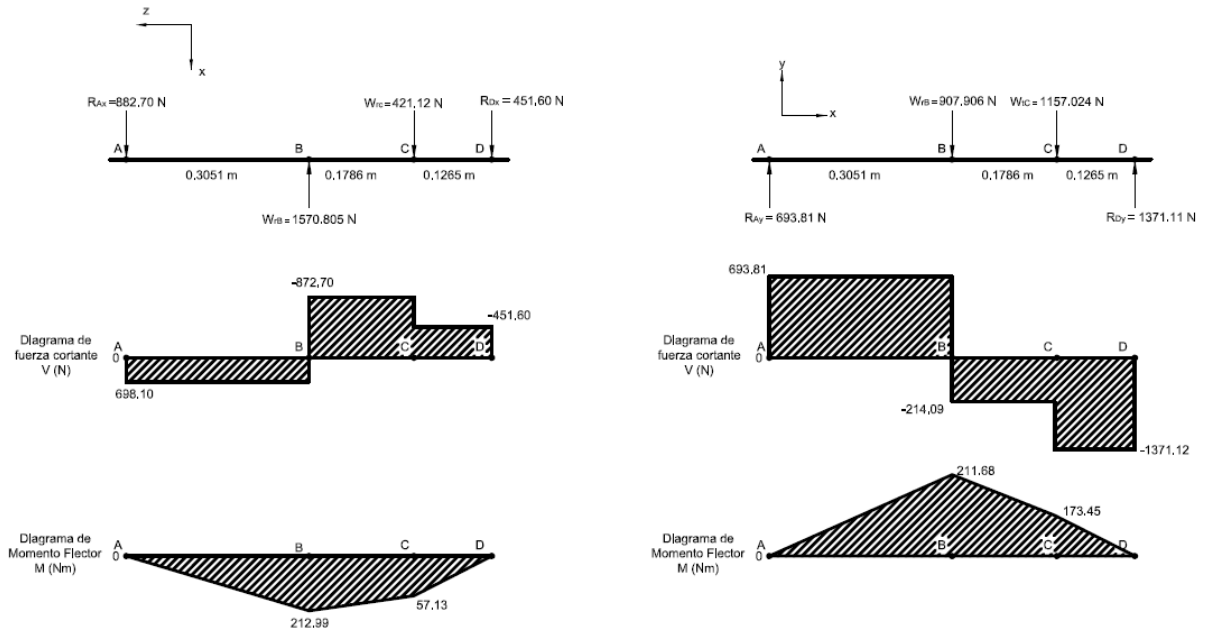 z
x
RAx =882,70 N
Wrc=421,12 N
RDx =451,60 N
A
B
C
D
0,3051 m
0,1786 m
0,1265 m
WrB = 1570.805 N
-872,70
-451,60
Diagrama de
fuerza cortante
V (N)
A
0
B
C
D
698,10
Diagrama de
Momento Flector
M (Nm)
A
0
B
C
D
57,13
212,99
y
x
WrB= 907,906 N
WtC= 1157.024 N
A
B
C
D
0,3051 m
0,1786 m
0,1265 m
RAy = 693,81 N
RDy = 1371.11 N
693,81
Diagrama de
fuerza cortante
V (N)
A
0
B
C
D
-214,09
-1371.12
211,68
173.45
Diagrama de
Momento Flector
M (Nm)
A
0
B
C
D